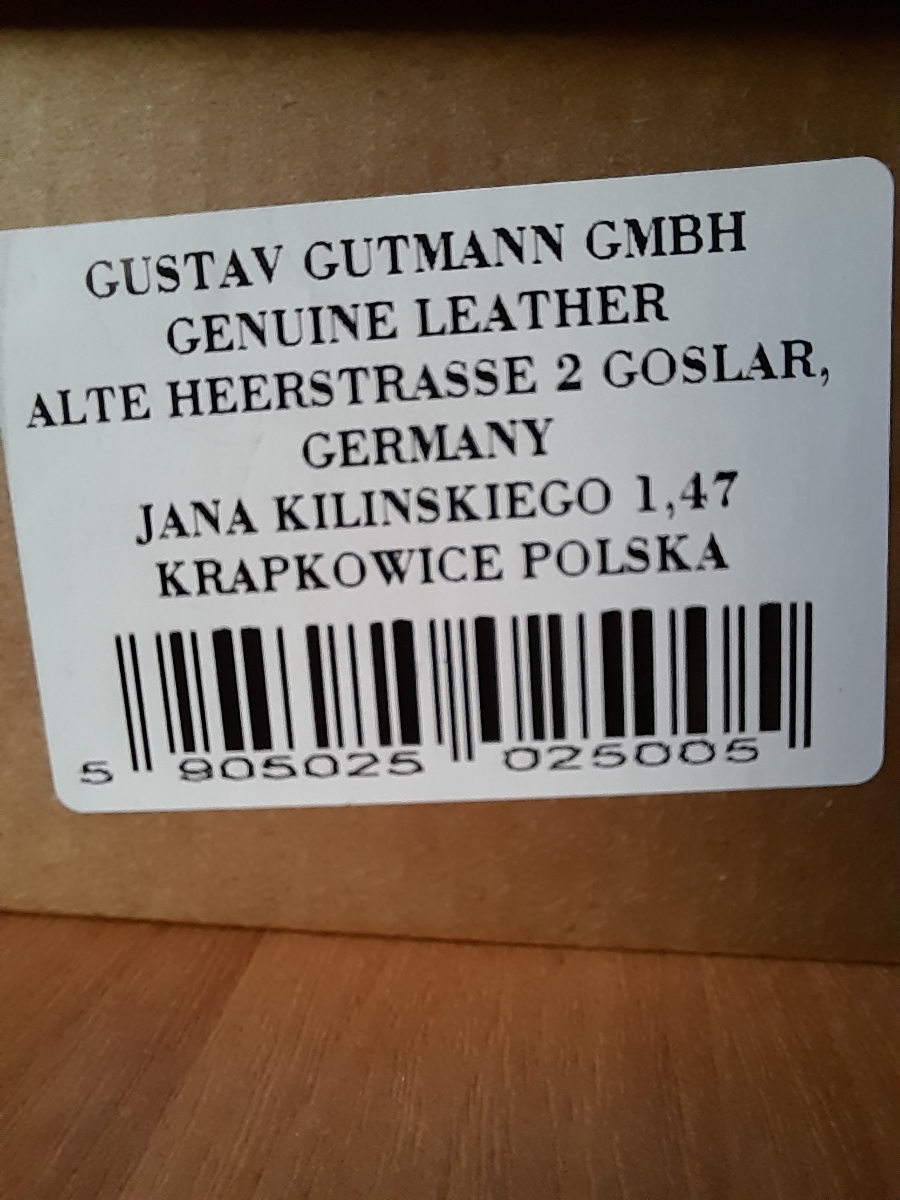 GUSTAV GUTMANN GMBH
GENUINE LEATHER
ALTE HEERSTRASSE 2 GOSLAR,
GERMANY
JANA KILINSKIEGO 1,47
KRAPKOWICE POLSKA
5 905025 025005